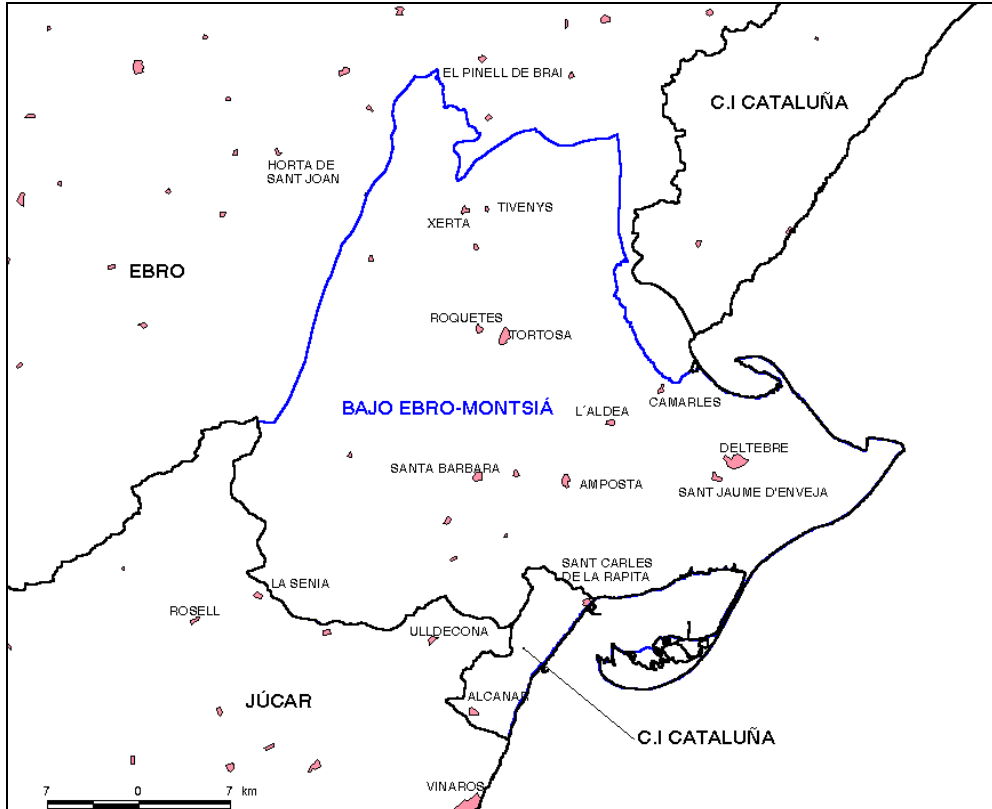 EL PINELL DE BRAI
C.I CATALUÑA
HORTA DE
SANT JOAN
TIVENYS
XERTA
EBRO
ROQUETES
TORTOSA
BAJO EBRO-MONTSIÁ
CAMARLES
L´ALDEA
DELTEBRE
SANTA BARBARA
AMPOSTA
SANT JAUME D'ENVEJA
SANT CARLES
DE LA RAPITA
LA SENIA
ROSELL
ULLDECONA
JÚCAR
ALCANAR
C.I CATALUÑA
VINAROS
7 0 7 km